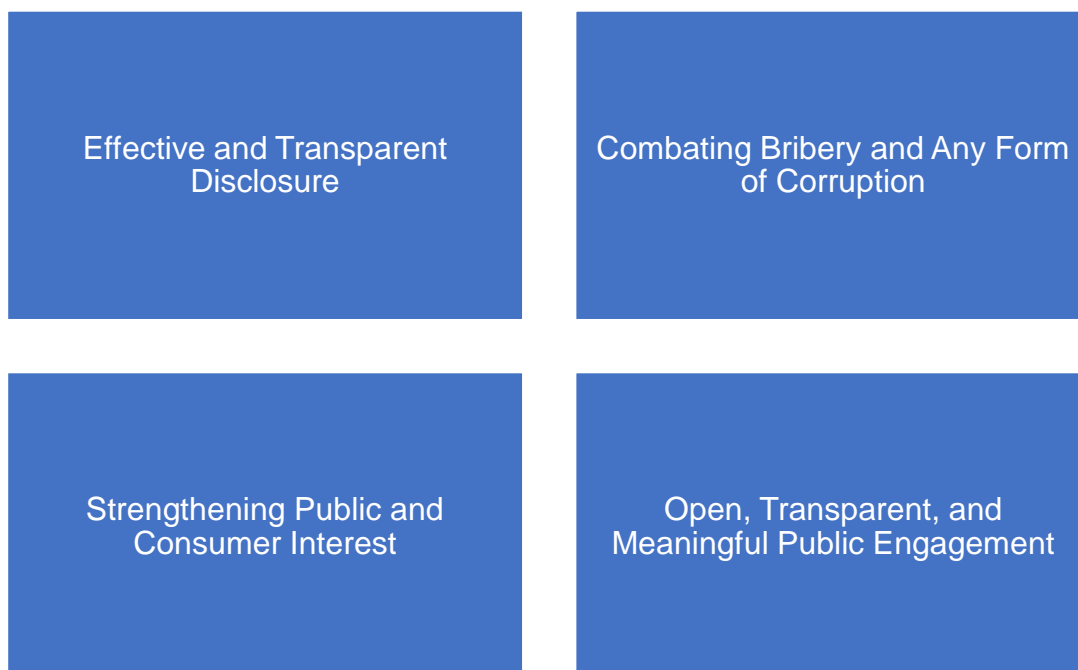 Effective and Transparent
Disclosure
Combating Bribery and Any Form
of Corruption
Strengthening Public and
Consumer Interest
Open, Transparent, and
Meaningful Public Engagement